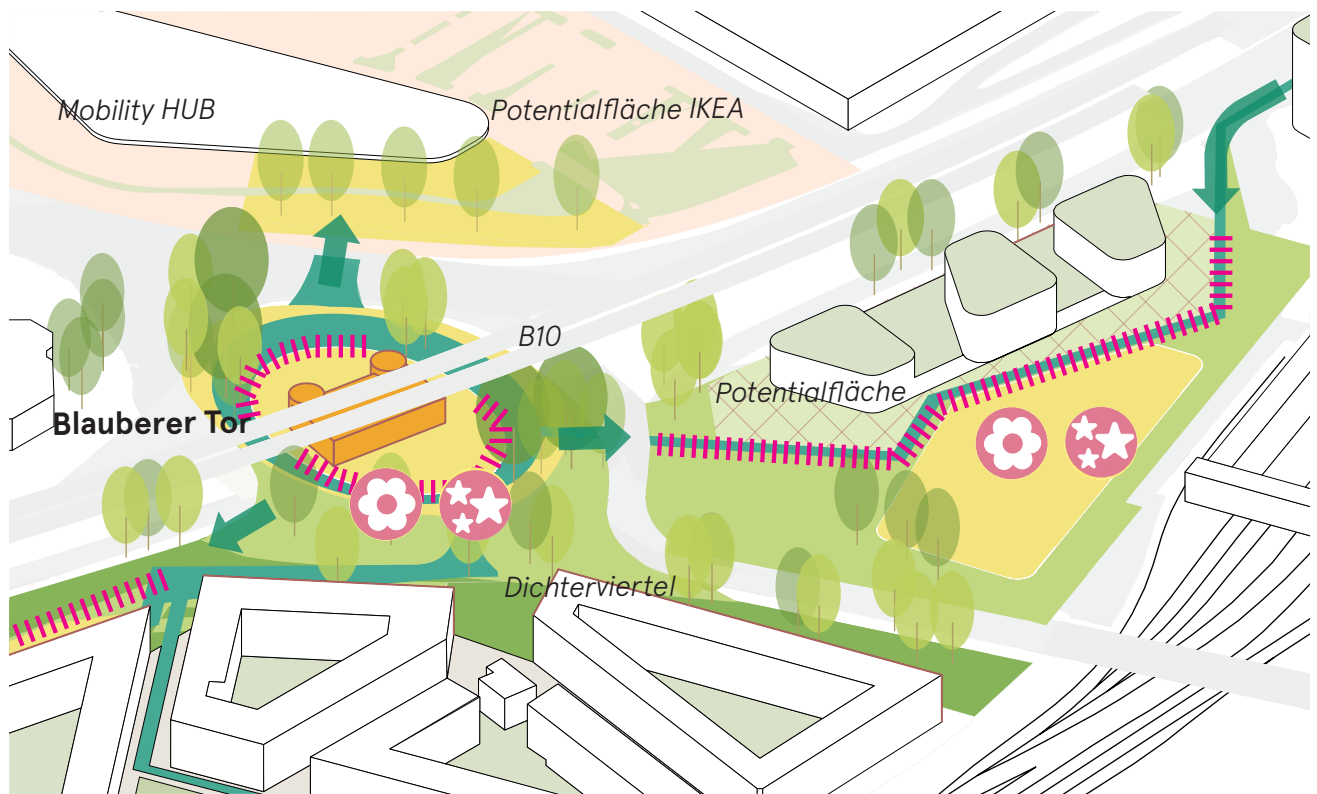 Mobility HUB
Potentialfläche IKEA
B10
Potentialfläche
Blauberer Tor
Dichterviertel